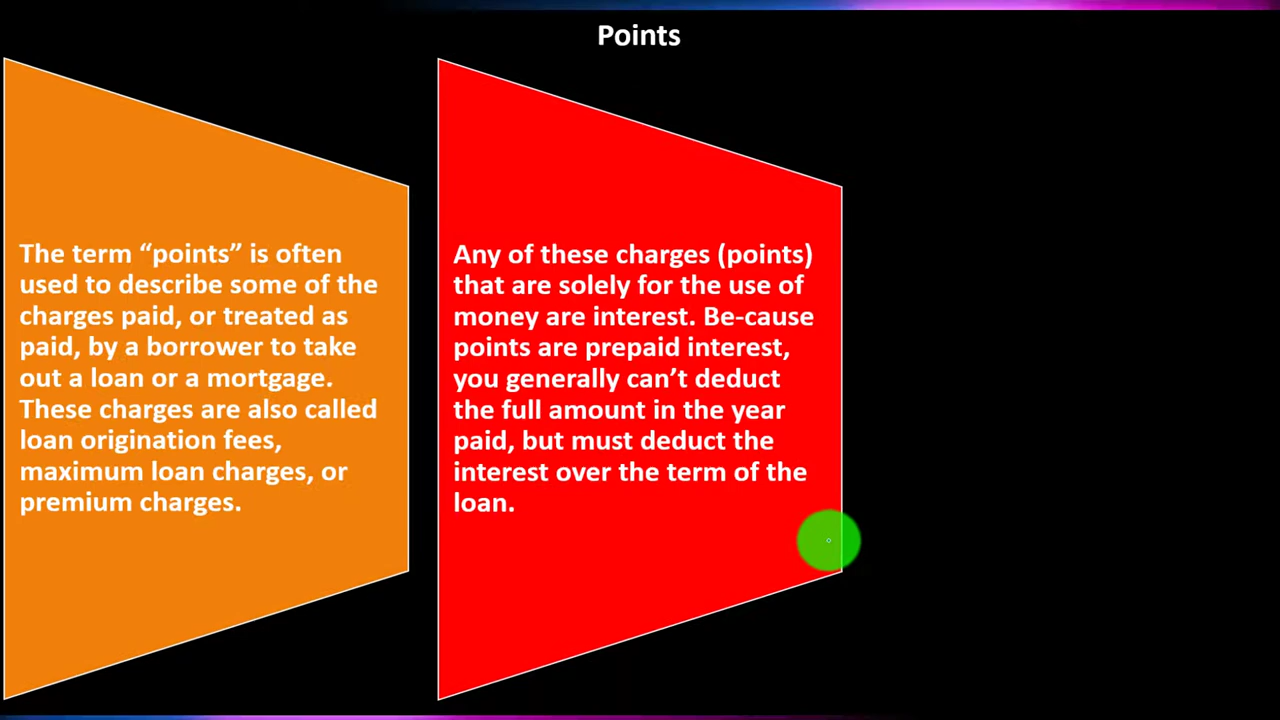 Points
The term “points” is often
used to describe some of the
charges paid, or treated as
paid, by a borrower to take
out a loan or a mortgage.
These charges are also called
loan origination fees,
maximum loan charges, or
premium charges.
Any of these charges (points)
that are solely for the use of
money are interest. Be-cause
points are prepaid interest,
you generally can’t deduct
the full amount in the year
paid, but must deduct the
interest over the term of the
loan.